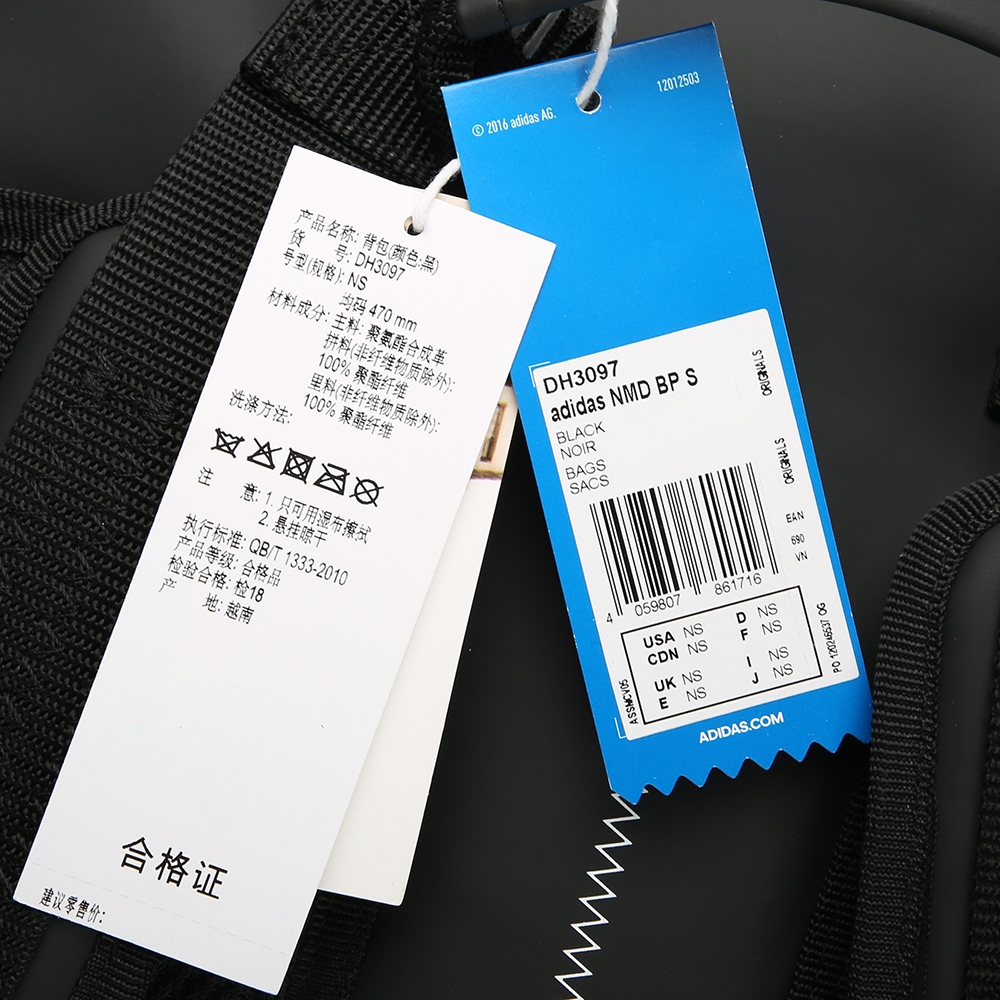 产品名称: 背包(颜色:黑)
货 号: DH3097
号型(规格): NS
均码 470 mm
材料成分: 主料: 聚氨酯合成革
拼料(非纤维物质除外):
100% 聚酯纤维
里料(非纤维物质除外):
100% 聚酯纤维
洗涤方法:
注 意: 1. 只可用湿布擦拭
2. 悬挂晾干
执行标准: QB/T 1333-2010
产品等级: 合格品
检验合格: 检18
产 地: 越南
合格证
建议零售价:
© 2016 adidas AG.
12012503
DH3097
adidas NMD BP S
BLACK
NOIR
BAGS
SACS
ORIGINALS
ORIGINALS
EAN
690
VN
4 059807 861716
USA NS D NS
CDN NS F NS
UK NS I NS
E NS J NS
ASSMCV05
PO 120246537 OG
ADIDAS.COM